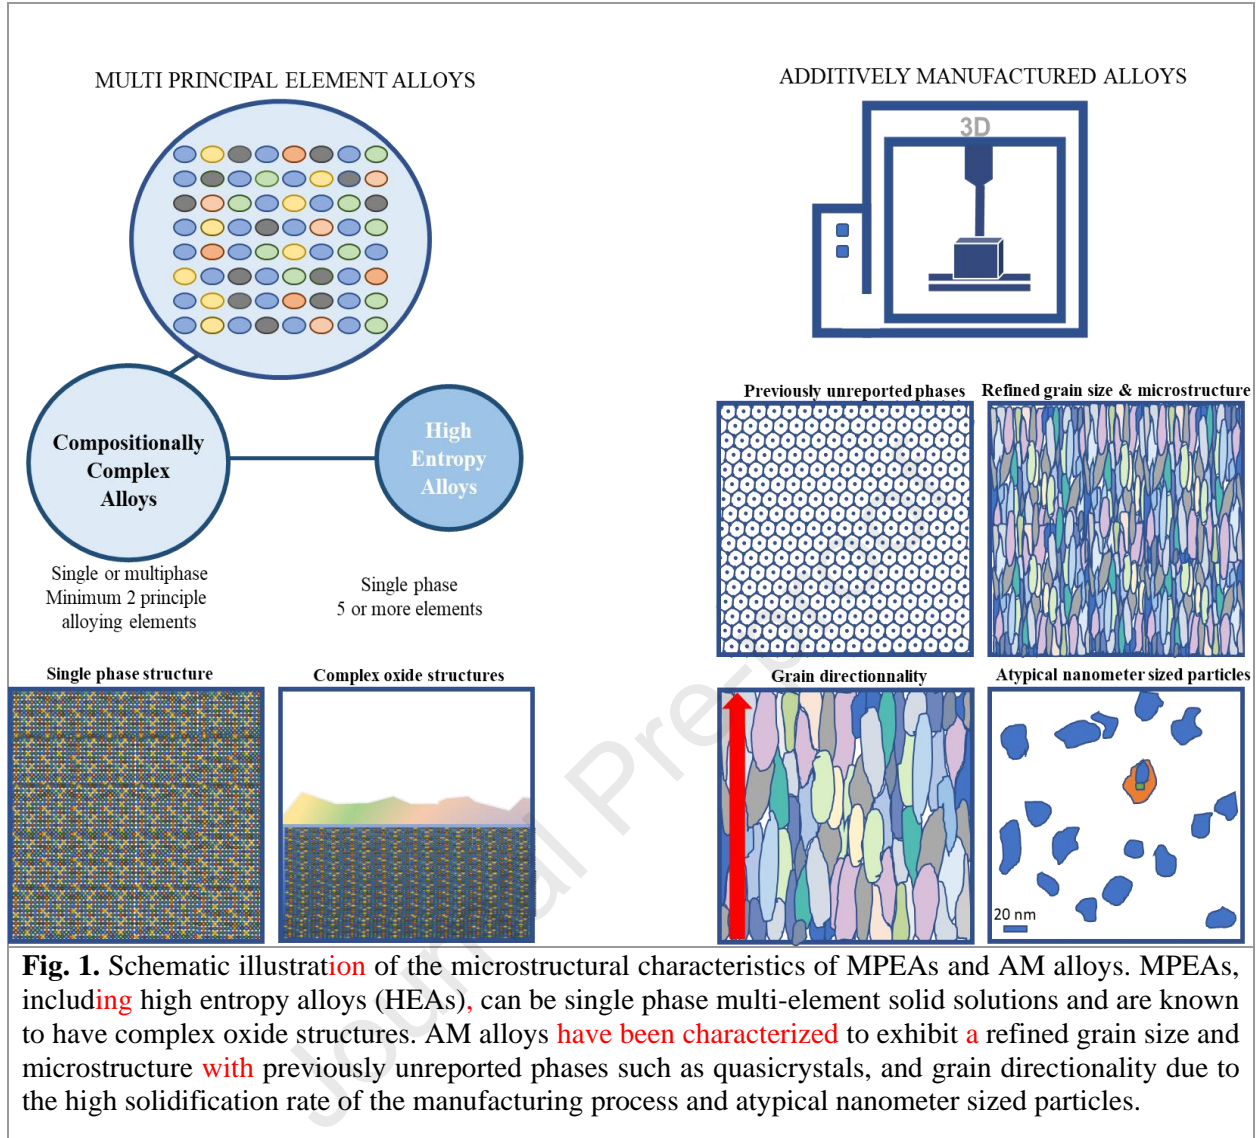 MULTI PRINCIPAL ELEMENT ALLOYS
Compositionally
Complex
Alloys
High
Entropy
Alloys
Single or multiphase
Minimum 2 principle
alloying elements
Single phase
5 or more elements
Single phase structure
Complex oxide structures
ADDITIVELY MANUFACTURED ALLOYS
3D
Previously unreported phases
Refined grain size & microstructure
Grain directionnality
Atypical nanometer sized particles
20 nm
Fig. 1. Schematic illustration of the microstructural characteristics of MPEAs and AM alloys. MPEAs,
including high entropy alloys (HEAs), can be single phase multi-element solid solutions and are known
to have complex oxide structures. AM alloys have been characterized to exhibit a refined grain size and
microstructure with previously unreported phases such as quasicrystals, and grain directionality due to
the high solidification rate of the manufacturing process and atypical nanometer sized particles.